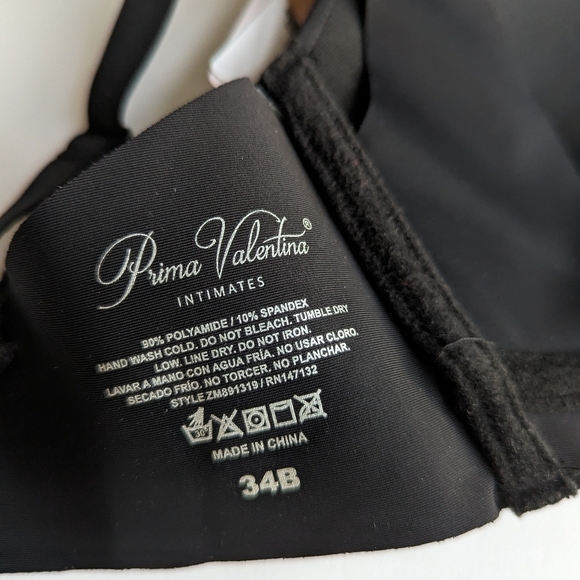 Prima Valentina®
INTIMATES
90% POLYAMIDE / 10% SPANDEX
HAND WASH COLD. DO NOT BLEACH. TUMBLE DRY
LOW. LINE DRY. DO NOT IRON.
LAVAR A MANO CON AGUA FRÍA. NO USAR CLORO.
SECADO FRÍO. NO TORCER. NO PLANCHAR.
STYLE ZM891319 / RN147132
30°
MADE IN CHINA
34B